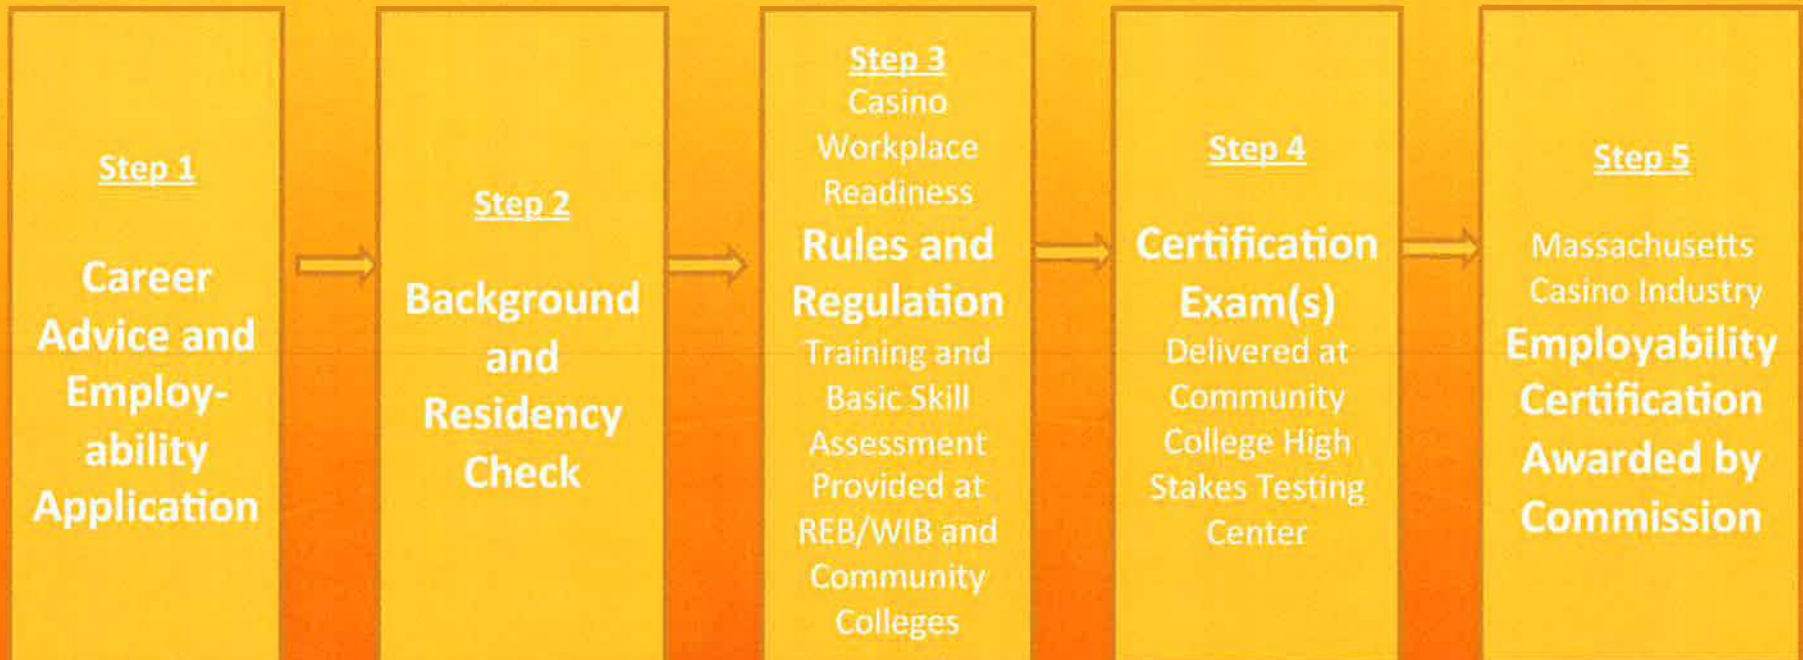 Step 1
Career
Advice and
Employ-
ability
Application
Step 2
Background
and
Residency
Check
Step 3
Casino
Workplace
Readiness
Rules and
Regulation
Training and
Basic Skill
Assessment
Provided at
REB/WIB and
Community
Colleges
Step 4
Certification
Exam(s)
Delivered at
Community
College High
Stakes Testing
Center
Step 5
Massachusetts
Casino Industry
Employability
Certification
Awarded by
Commission